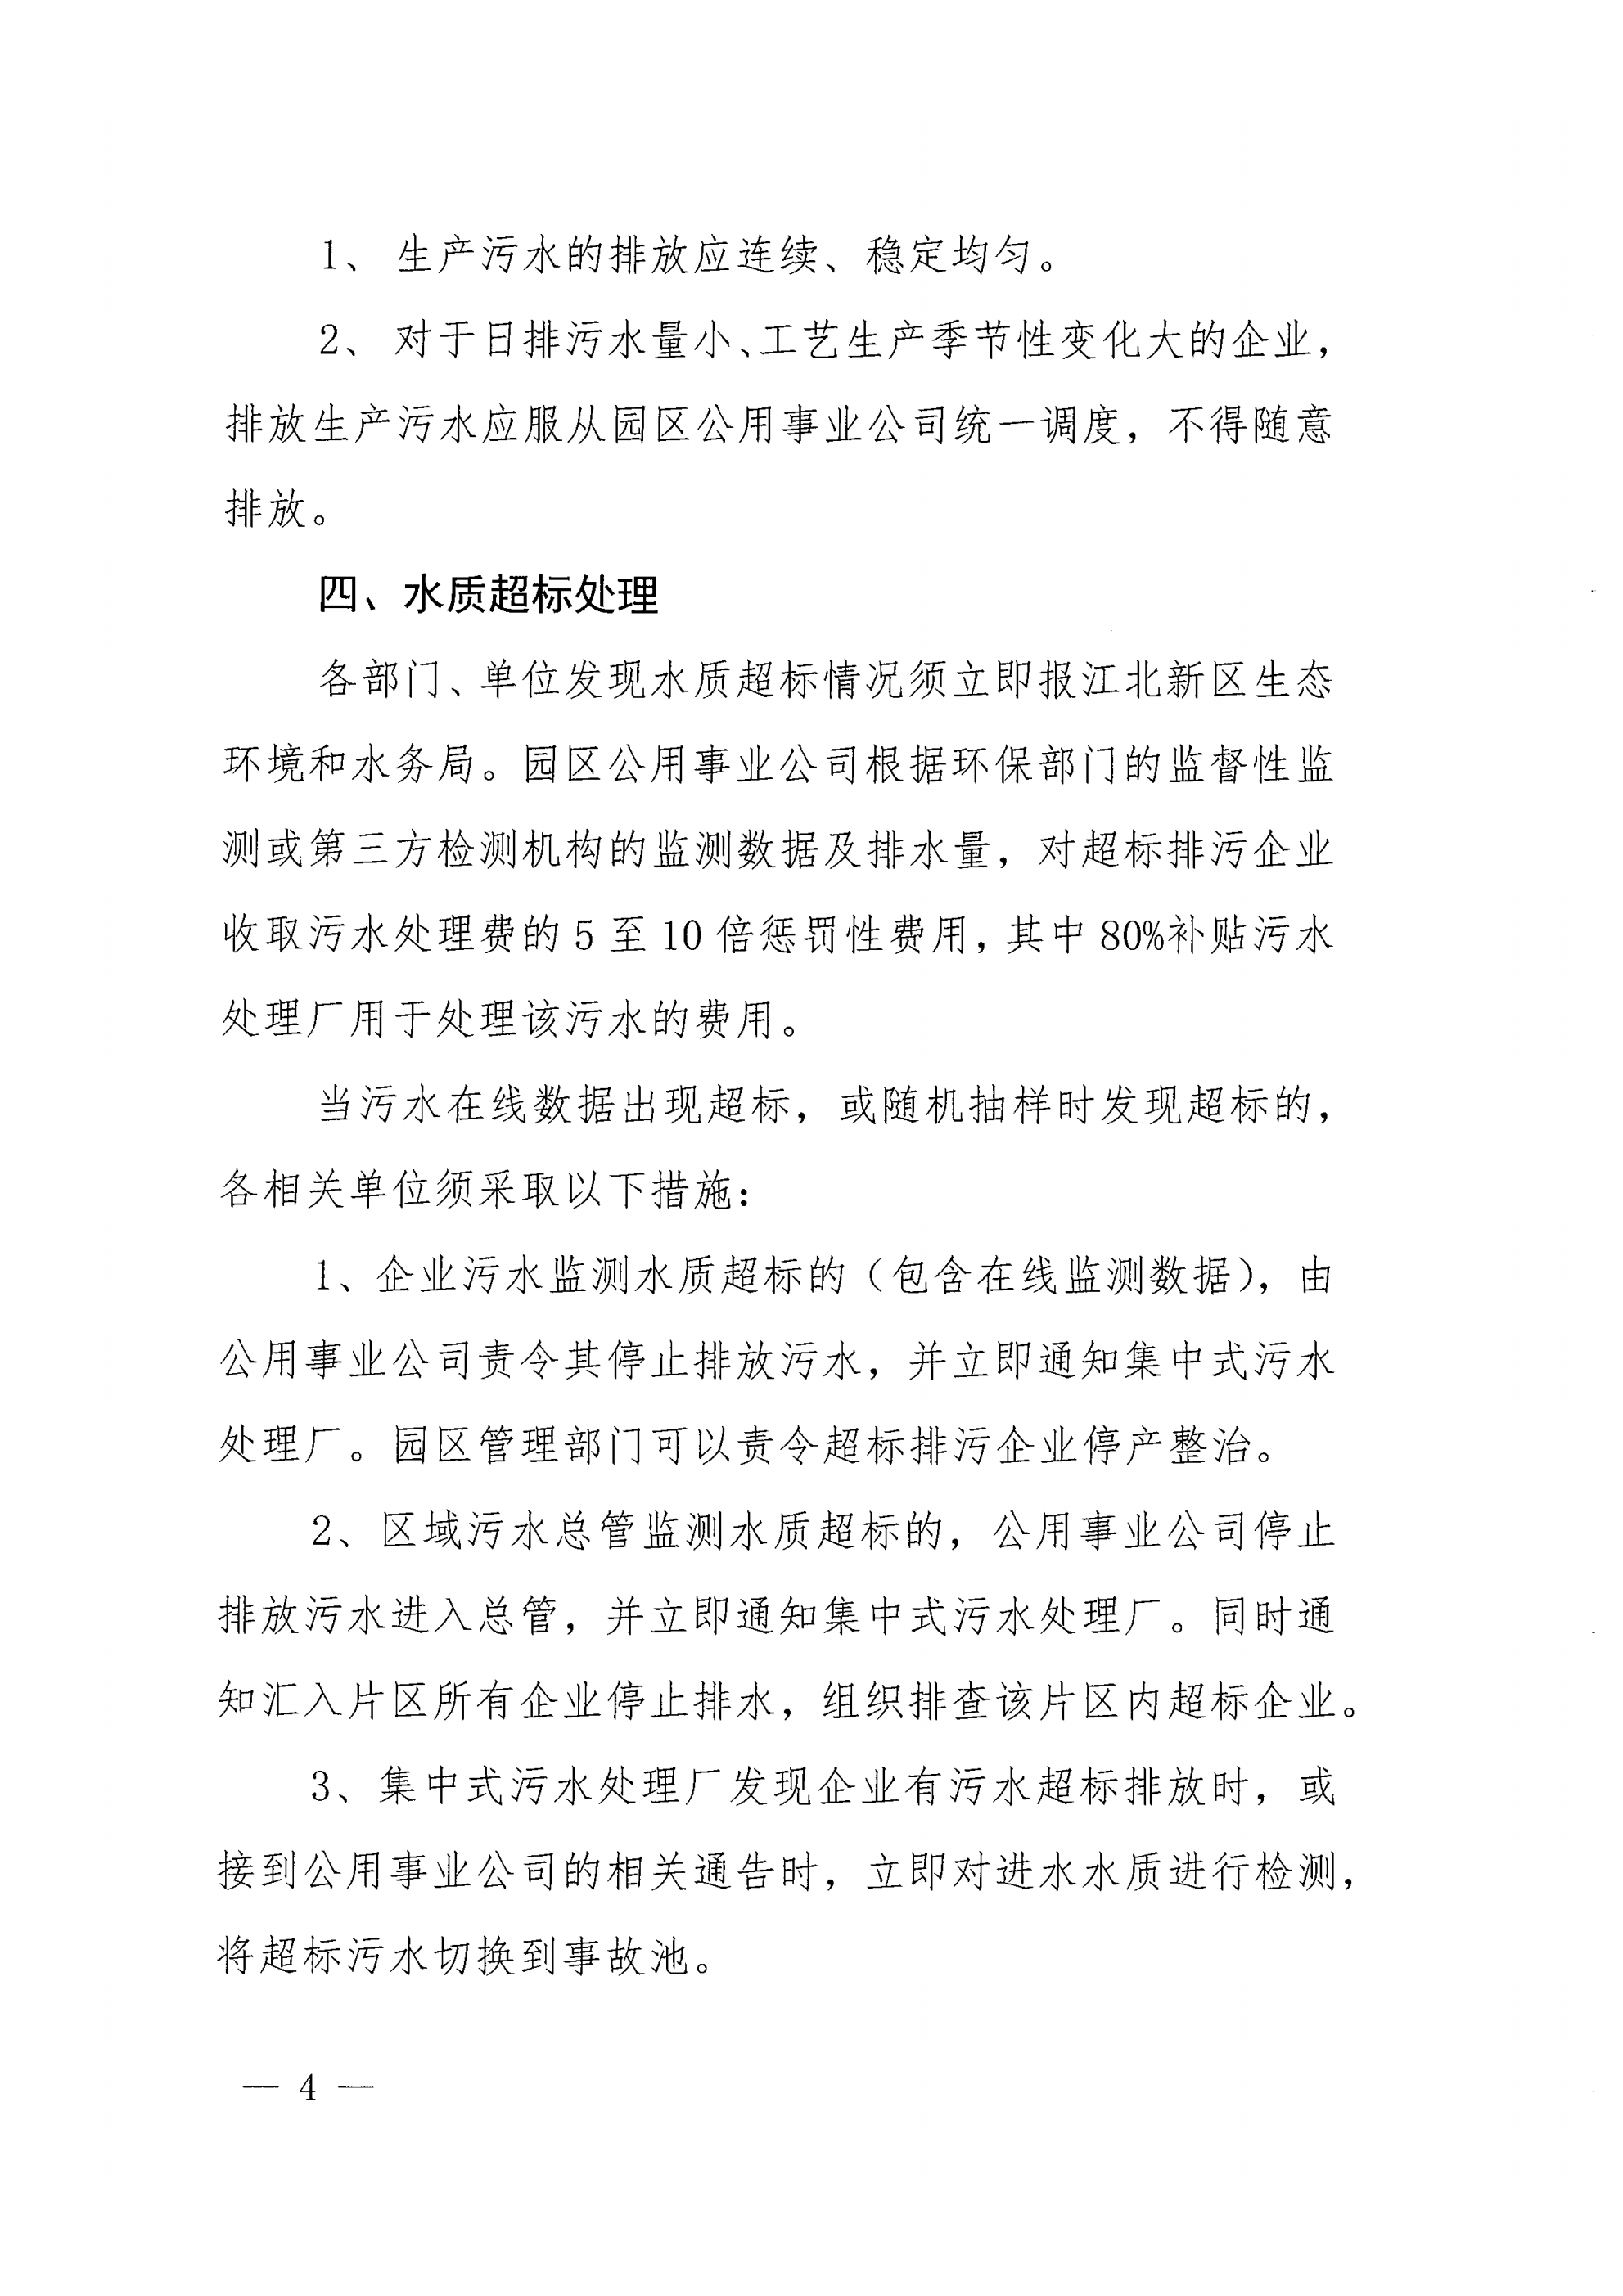 1、 生产污水的排放应连续、稳定均匀。
2、 对于日排污水量小、工艺生产季节性变化大的企业，
排放生产污水应服从园区公用事业公司统一调度，不得随意
排放。
四、水质超标处理
各部门、单位发现水质超标情况须立即报江北新区生态
环境和水务局。园区公用事业公司根据环保部门的监督性监
测或第三方检测机构的监测数据及排水量，对超标排污企业
收取污水处理费的 5 至 10 倍惩罚性费用，其中 80%补贴污水
处理厂用于处理该污水的费用。
当污水在线数据出现超标，或随机抽样时发现超标的，
各相关单位须采取以下措施：
1、企业污水监测水质超标的（包含在线监测数据），由
公用事业公司责令其停止排放污水，并立即通知集中式污水
处理厂。园区管理部门可以责令超标排污企业停产整治。
2、区域污水总管监测水质超标的，公用事业公司停止
排放污水进入总管，并立即通知集中式污水处理厂。同时通
知汇入片区所有企业停止排水，组织排查该片区内超标企业。
3、集中式污水处理厂发现企业有污水超标排放时，或
接到公用事业公司的相关通告时，立即对进水水质进行检测，
将超标污水切换到事故池。
— 4 —